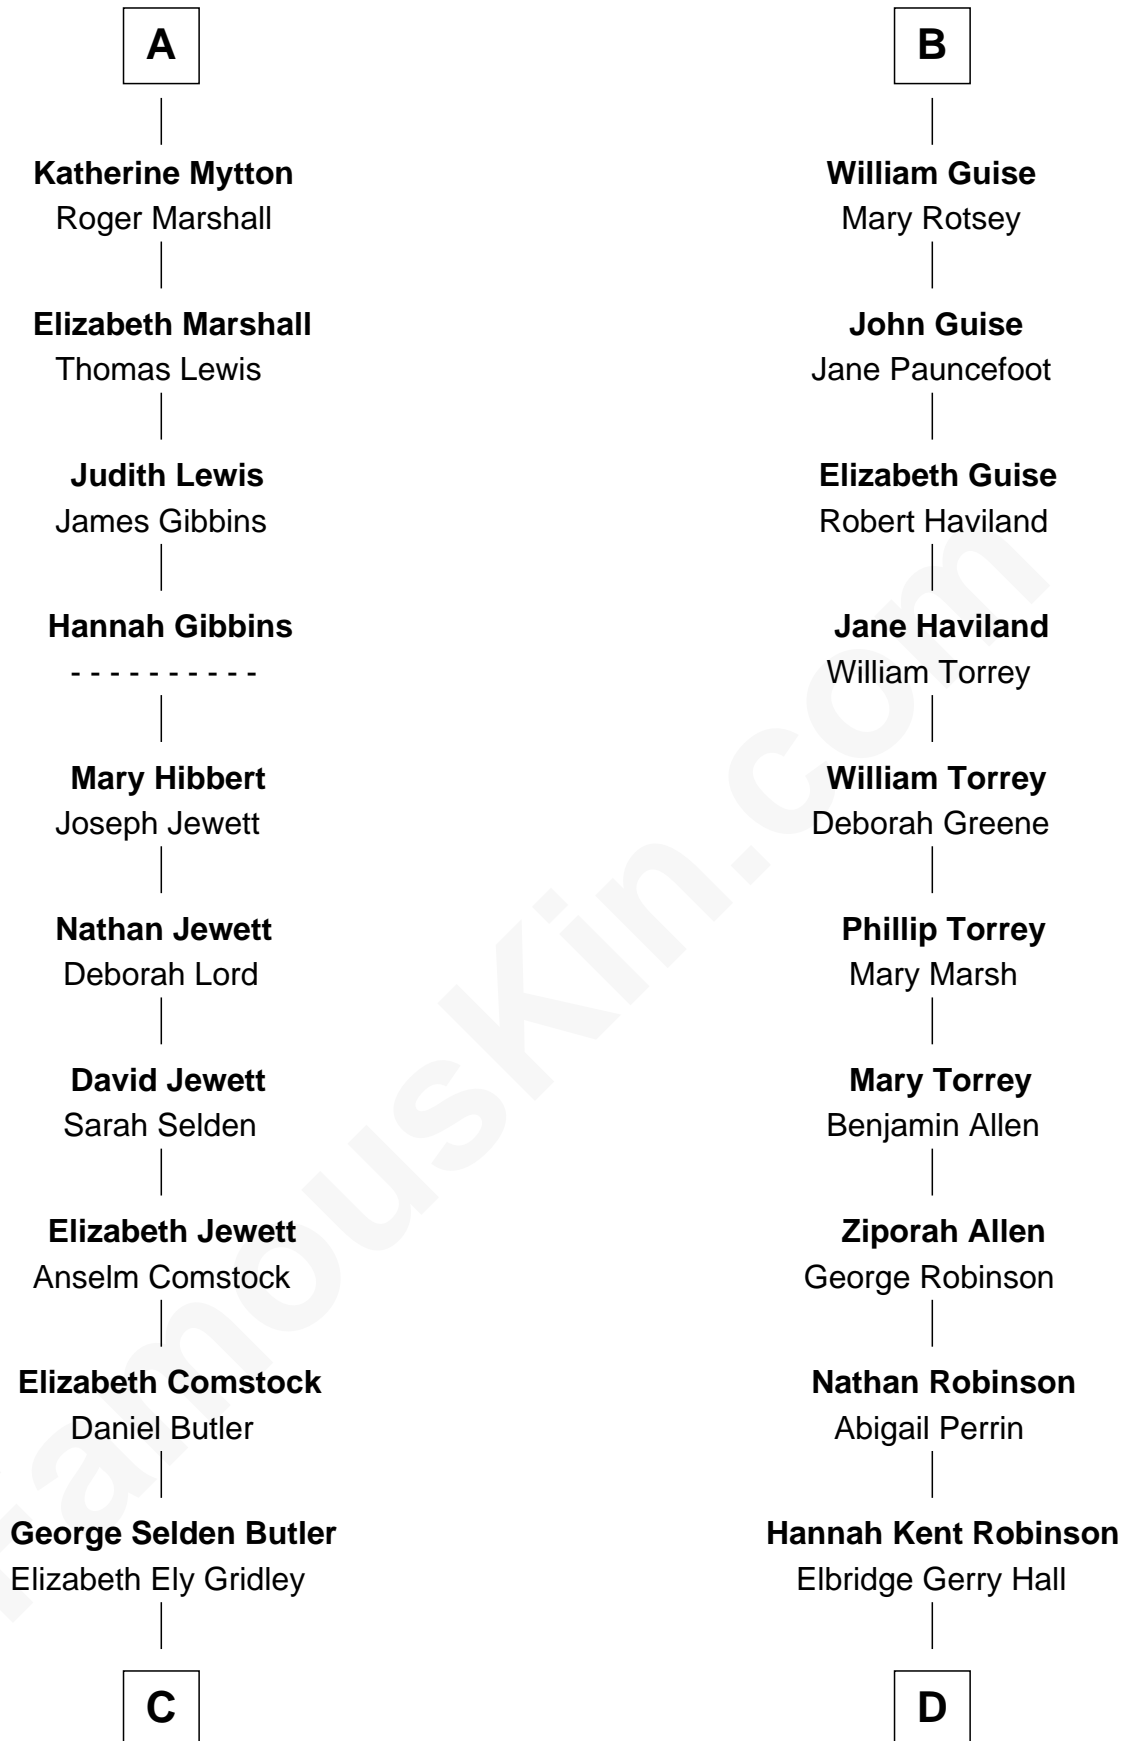 A
Katherine Mytton
Roger Marshall
Elizabeth Marshall
Thomas Lewis
Judith Lewis
James Gibbins
Hannah Gibbins
- - - - - - - - - -
Mary Hibbert
Joseph Jewett
Nathan Jewett
Deborah Lord
David Jewett
Sarah Selden
Elizabeth Jewett
Anselm Comstock
Elizabeth Comstock
Daniel Butler
George Selden Butler
Elizabeth Ely Gridley
C
B
William Guise
Mary Rotsey
John Guise
Jane Pauncefoot
Elizabeth Guise
Robert Haviland
Jane Haviland
William Torrey
William Torrey
Deborah Greene
Phillip Torrey
Mary Marsh
Mary Torrey
Benjamin Allen
Ziporah Allen
George Robinson
Nathan Robinson
Abigail Perrin
Hannah Kent Robinson
Elbridge Gerry Hall
D
FamousKin.com